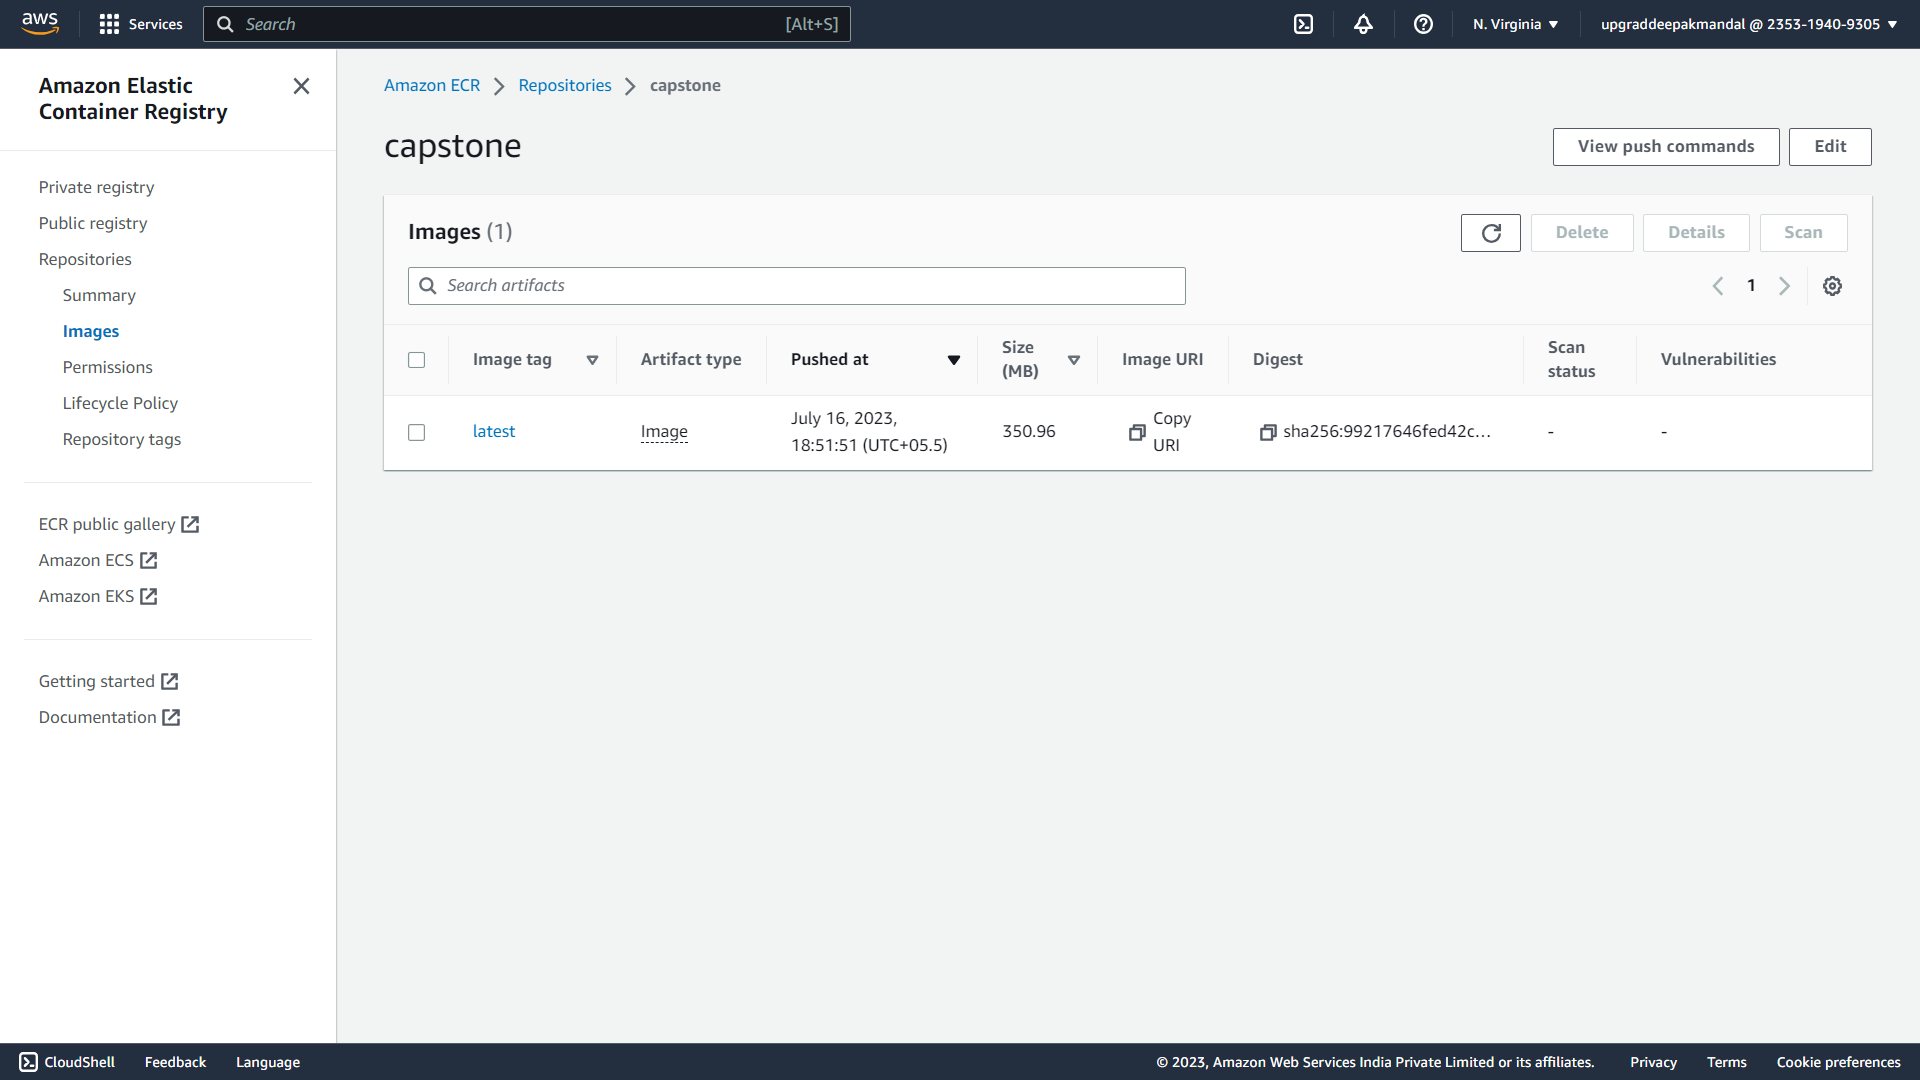 aws
Services
Search
[Alt+S]
N. Virginia
upgraddeepakmandal @ 2353-1940-9305
Amazon Elastic
Container Registry
Private registry
Public registry
Repositories
Summary
Images
Permissions
Lifecycle Policy
Repository tags
ECR public gallery
Amazon ECS
Amazon EKS
Getting started
Documentation
Amazon ECR
Repositories
capstone
capstone
View push commands
Edit
Images (1)
Delete
Details
Scan
Search artifacts
1
Image tag
Artifact type
Pushed at
Size
(MB)
Image URI
Digest
Scan
status
Vulnerabilities
latest
Image
July 16, 2023,
18:51:51 (UTC+05.5)
350.96
Copy
URI
sha256:99217646fed42c...
-
-
CloudShell
Feedback
Language
© 2023, Amazon Web Services India Private Limited or its affiliates.
Privacy
Terms
Cookie preferences